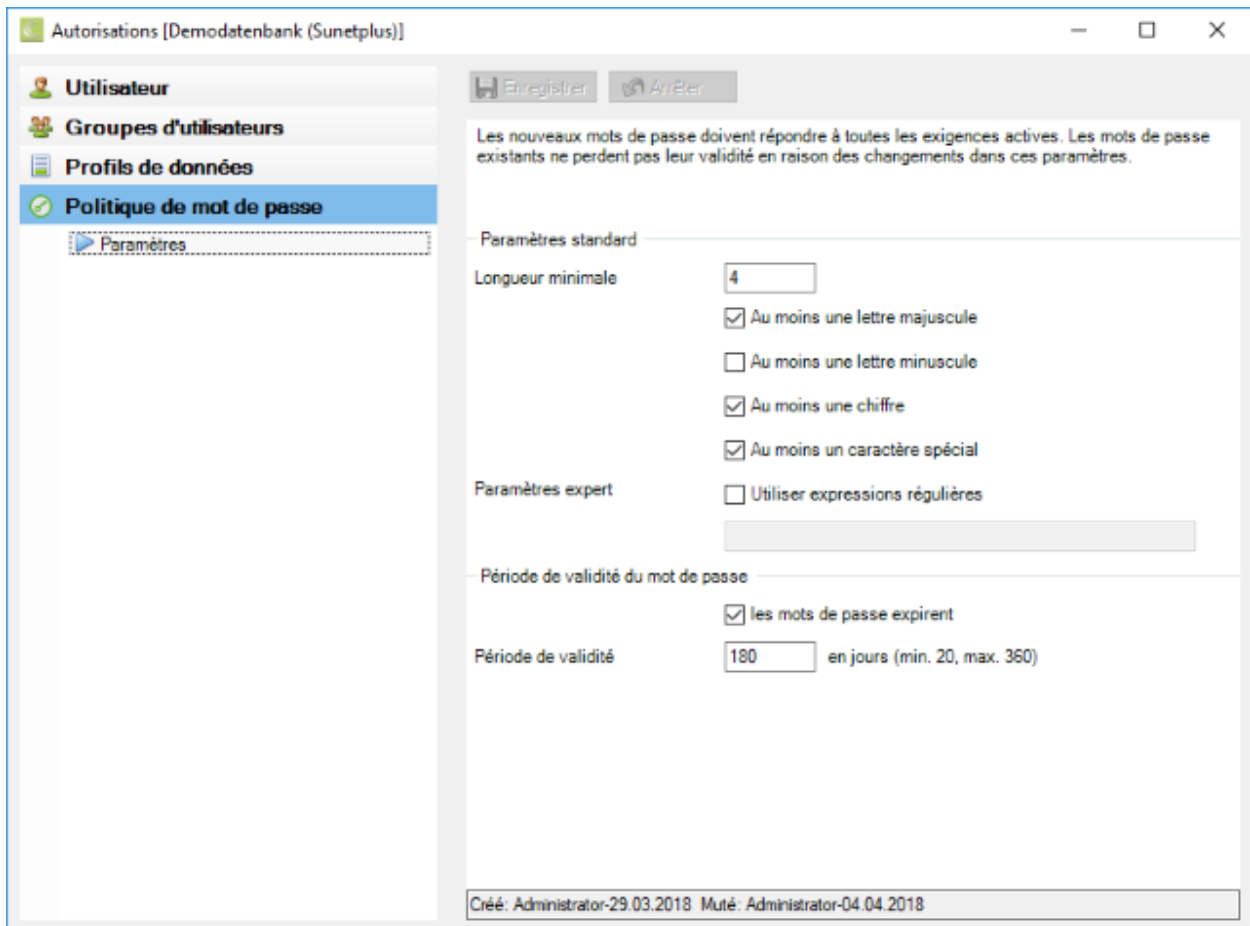 Autorisations [Demodatenbank (Sunetplus)]
Utilisateur
Groupes d'utilisateurs
Profils de données
Politique de mot de passe
Paramètres
Enregistrer
Arrêter
Les nouveaux mots de passe doivent répondre à toutes les exigences actives. Les mots de passe
existants ne perdent pas leur validité en raison des changements dans ces paramètres.
Paramètres standard
Longueur minimale 4
Au moins une lettre majuscule
Au moins une lettre minuscule
Au moins une chiffre
Au moins un caractère spécial
Paramètres expert Utiliser expressions régulières
Période de validité du mot de passe
les mots de passe expirent
Période de validité 180 en jours (min. 20, max. 360)
Créé: Administrator-29.03.2018 Muté: Administrator-04.04.2018